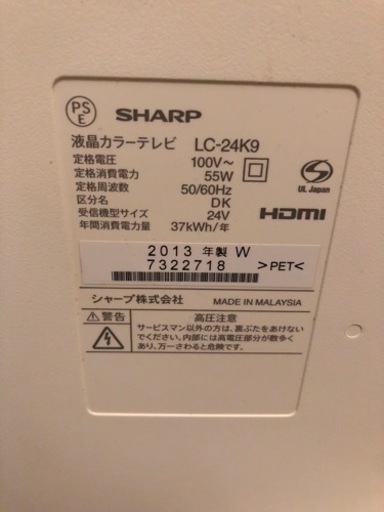 PS
E
SHARP
液晶カラーテレビ LC-24K9
定格電圧 100V～
定格消費電力 55W
定格周波数 50/60Hz
区分名 DK
受信機型サイズ 24V
年間消費電力量 37kWh/年
S
UL Japan
HDMI
2013 年製 W
7322718 >PET<
シャープ株式会社 MADE IN MALAYSIA
⚠警告 高圧注意
サービスマン以外の方は、裏ぶたをあけない
でください。内部には高電圧部分が数多く
あり、万一さわると危険です。